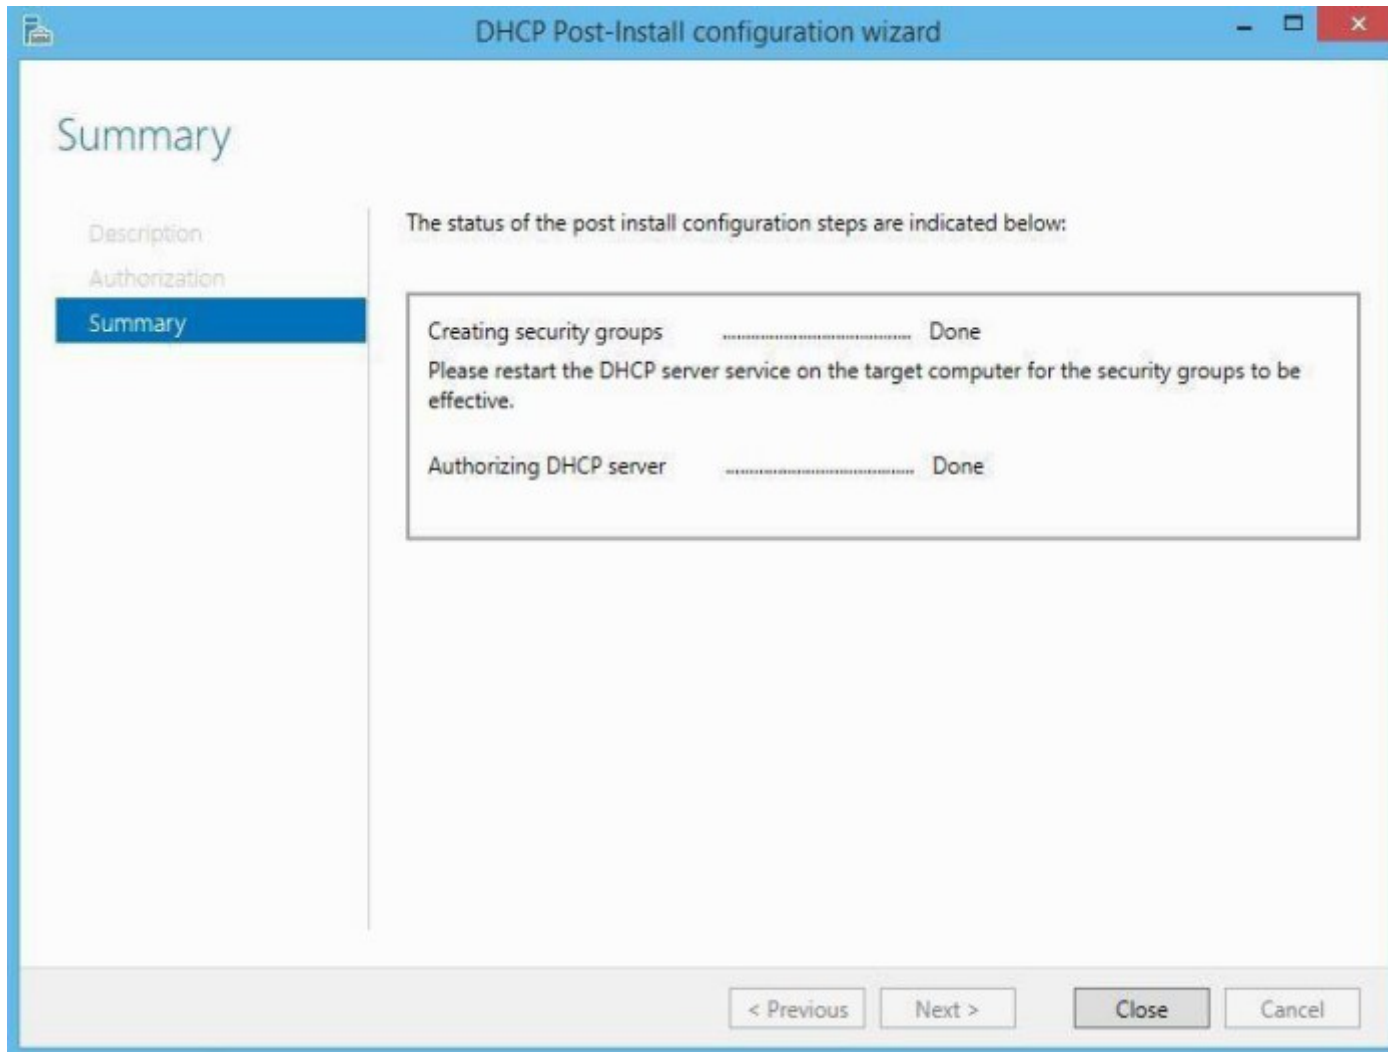 DHCP Post-Install configuration wizard
Summary
Description
Authorization
Summary
The status of the post install configuration steps are indicated below:
Creating security groups .......................................... Done
Please restart the DHCP server service on the target computer for the security groups to be
effective.
Authorizing DHCP server .......................................... Done
< Previous
Next >
Close
Cancel